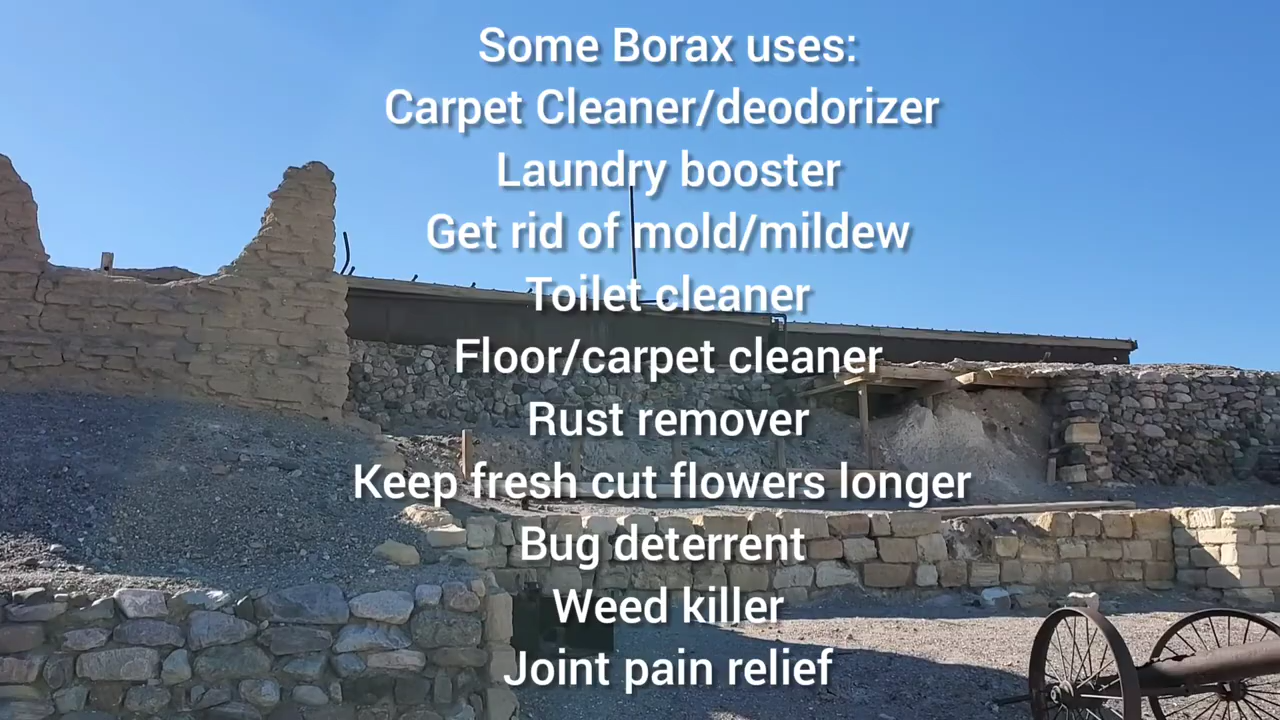 Some Borax uses:
Carpet Cleaner/deodorizer
Laundry booster
Get rid of mold/mildew
Toilet cleaner
Floor/carpet cleaner
Rust remover
Keep fresh cut flowers longer
Bug deterrent
Weed killer
Joint pain relief